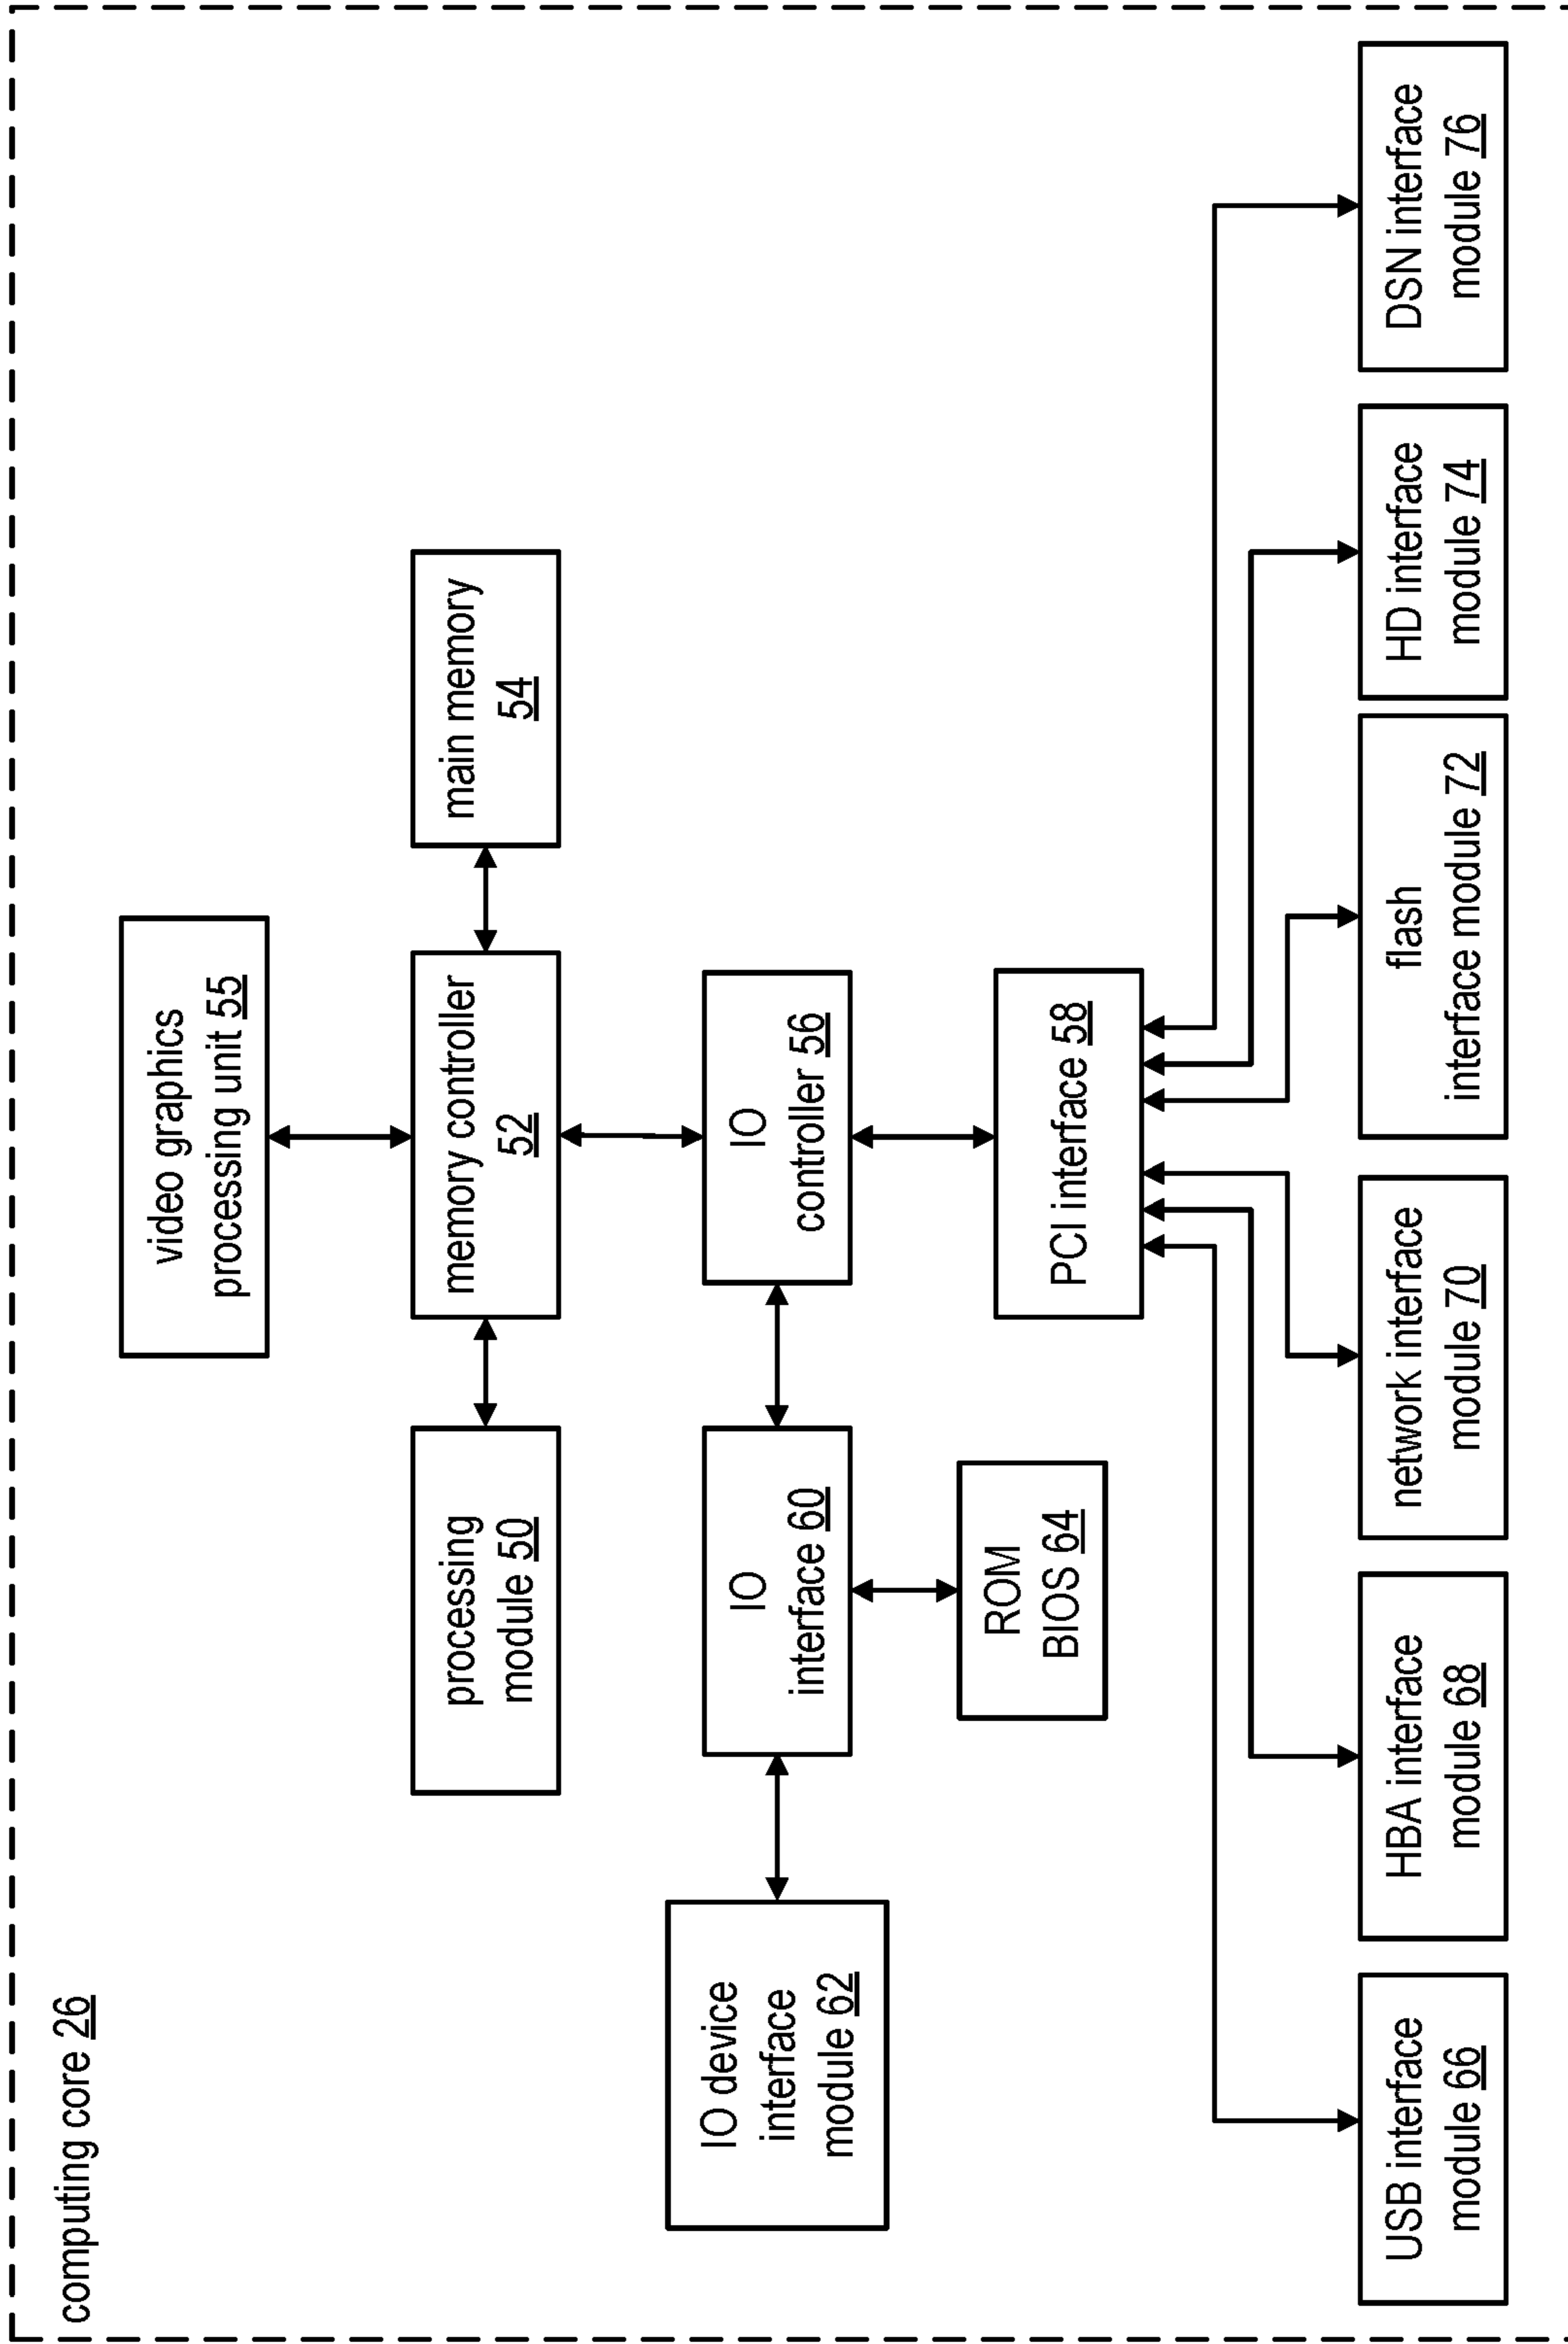 computing core 26
video graphics
processing unit 55
processing
module 50
memory controller
52
main memory
54
IO device
interface
module 62
IO
interface 60
IO
controller 56
ROM
BIOS 64
PCI interface 58
USB interface
module 66
HBA interface
module 68
network interface
module 70
flash
interface module 72
HD interface
module 74
DSN interface
module 76